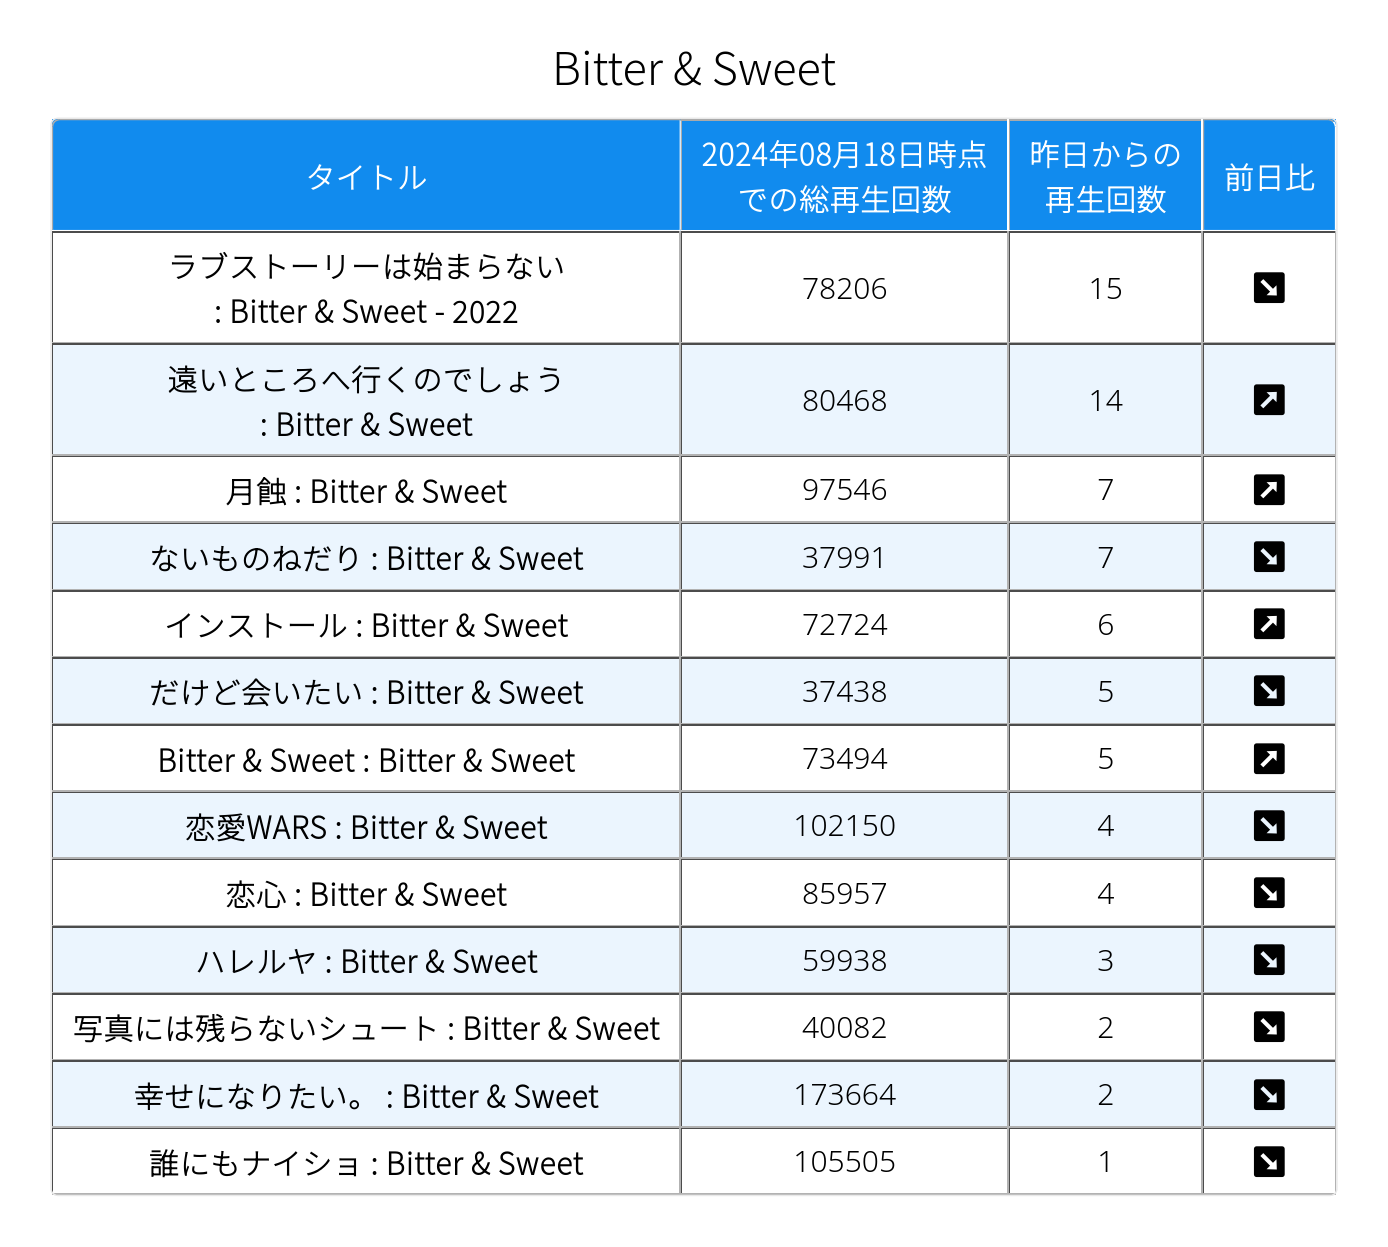 Bitter & Sweet
タイトル
2024年08月18日時点
での総再生回数
昨日からの
再生回数
前日比
ラブストーリーは始まらない
: Bitter & Sweet - 2022
78206
15
遠いところへ行くのでしょう
: Bitter & Sweet
80468
14
月蝕 : Bitter & Sweet
97546
7
ないものねだり : Bitter & Sweet
37991
7
インストール : Bitter & Sweet
72724
6
だけど会いたい : Bitter & Sweet
37438
5
Bitter & Sweet : Bitter & Sweet
73494
5
恋愛WARS : Bitter & Sweet
102150
4
恋心 : Bitter & Sweet
85957
4
ハレルヤ : Bitter & Sweet
59938
3
写真には残らないシュート : Bitter & Sweet
40082
2
幸せになりたい。 : Bitter & Sweet
173664
2
誰にもナイショ : Bitter & Sweet
105505
1